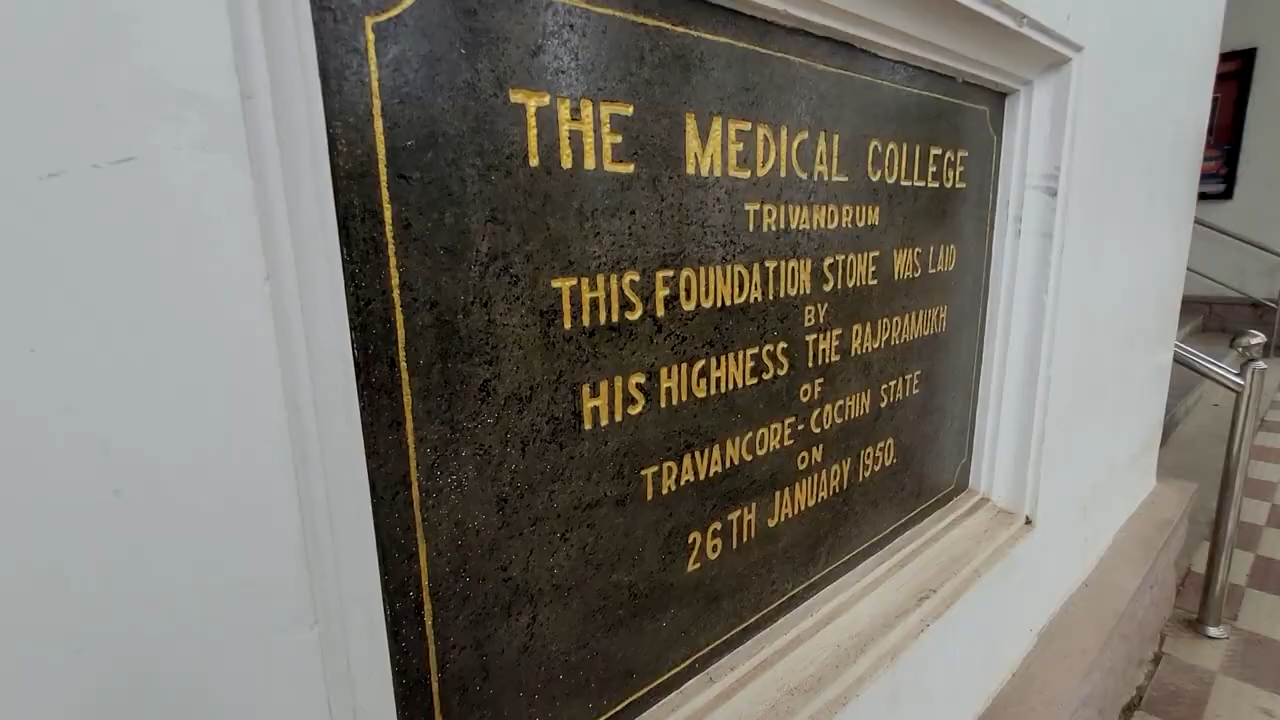 THE MEDICAL COLLEGE
TRIVANDRUM
THIS FOUNDATION STONE WAS LAID
BY
HIS HIGHNESS THE RAJPRAMUKH
OF
TRAVANCORE-COCHIN STATE
ON
26TH JANUARY 1950.